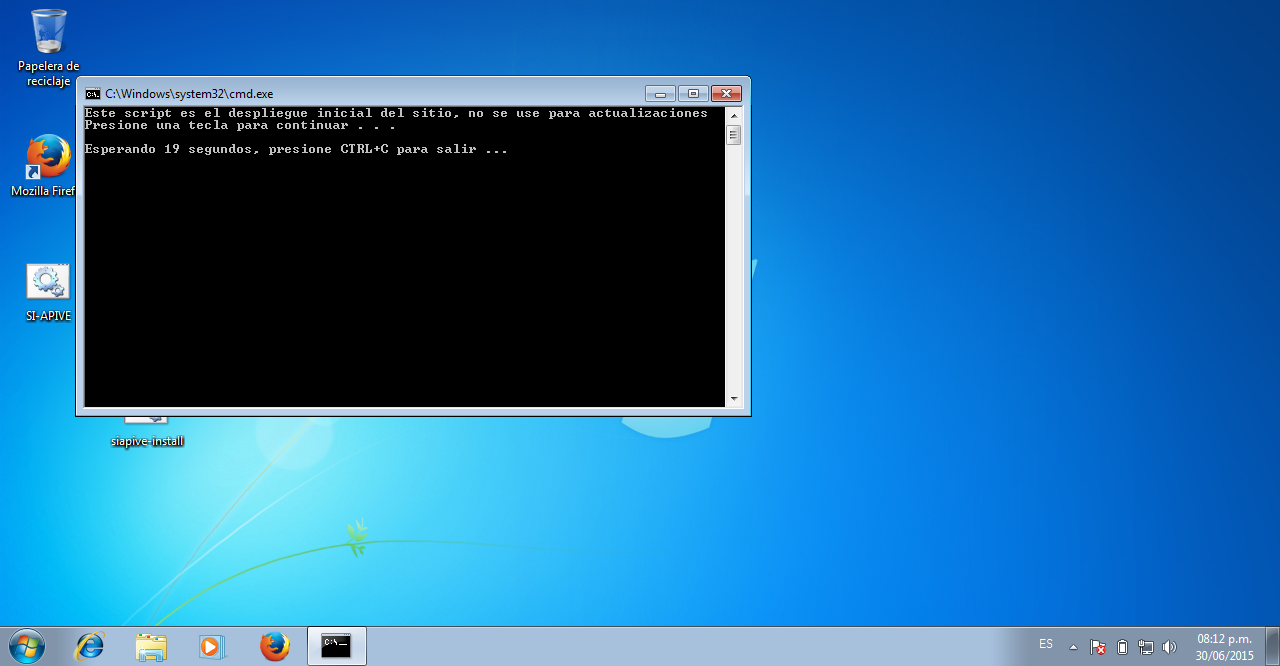 Papelera de
reciclaje
C:\Windows\system32\cmd.exe
Este script es el despliegue inicial del sitio, no se use para actualizaciones
Presione una tecla para continuar . . .
Esperando 19 segundos, presione CTRL+C para salir ...
Mozilla Firef
SI-APIVE
siapive-install
ES
08:12 p.m.
30/06/2015